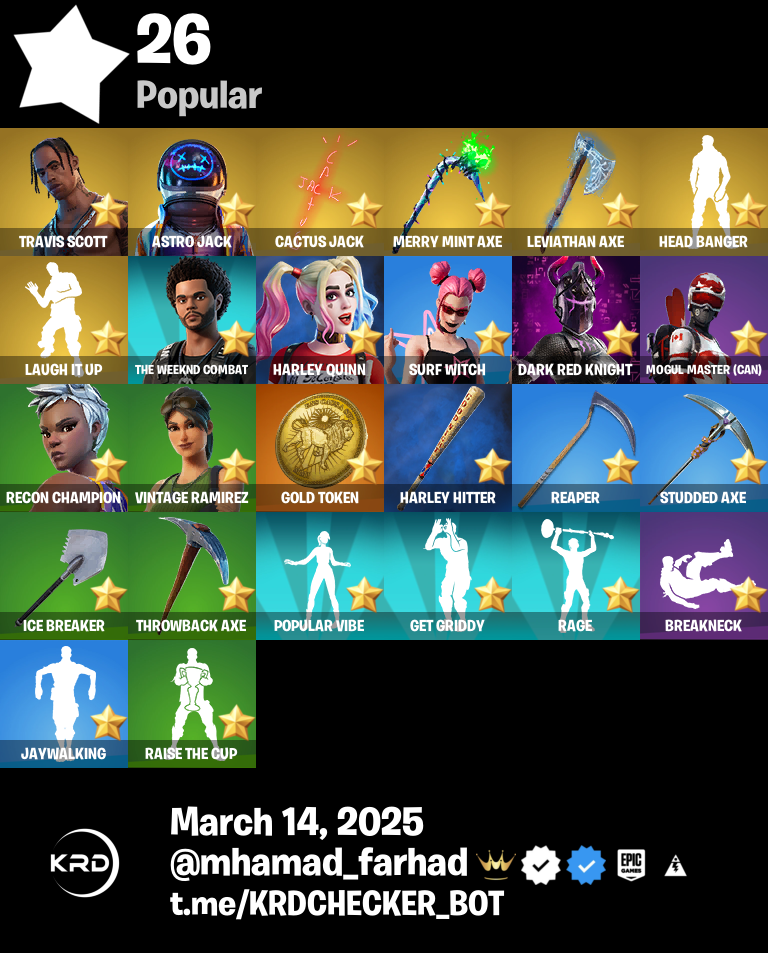 26
Popular
TRAVIS SCOTT
ASTRO JACK
CACTUS JACK
MERRY MINT AXE
LEVIATHAN AXE
HEAD BANGER
LAUGH IT UP
THE WEEKND COMBAT
HARLEY QUINN
SURF WITCH
DARK RED KNIGHT
MOGUL MASTER (CAN)
RECON CHAMPION
VINTAGE RAMIREZ
GOLD TOKEN
HARLEY HITTER
REAPER
STUDDED AXE
ICE BREAKER
THROWBACK AXE
POPULAR VIBE
GET GRIDDY
RAGE
BREAKNECK
JAYWALKING
RAISE THE CUP
KRD
March 14, 2025
@mhamad_farhad
EPIC
GAMES
t.me/KRDCHECKER_BOT